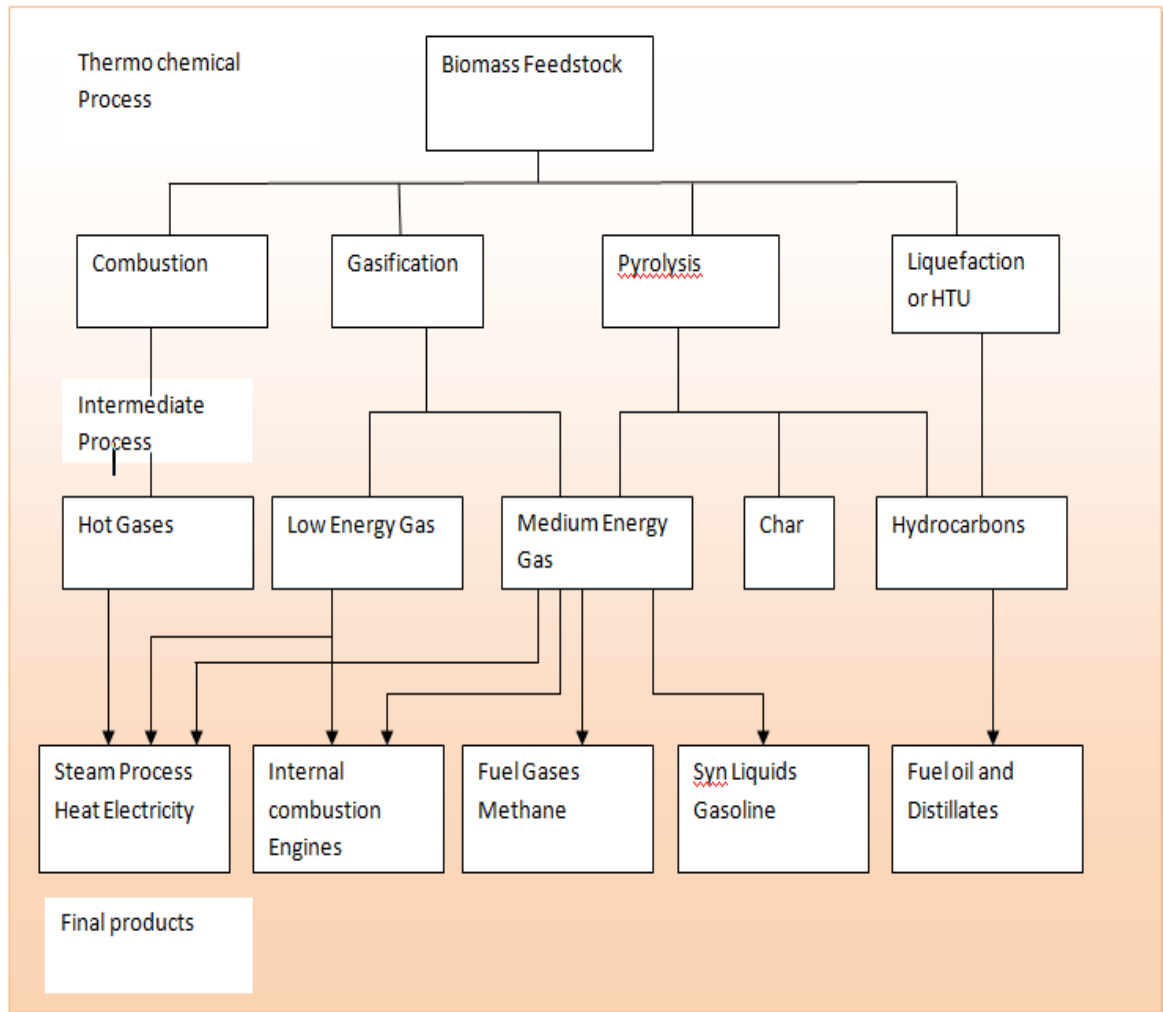 Thermo chemical
Process
Biomass Feedstock
Combustion
Gasification
Pyrolysis
Liquefaction
or HTU
Intermediate
Process
Hot Gases
Low Energy Gas
Medium Energy
Gas
Char
Hydrocarbons
Steam Process
Heat Electricity
Internal
combustion
Engines
Fuel Gases
Methane
Syn Liquids
Gasoline
Fuel oil and
Distillates
Final products